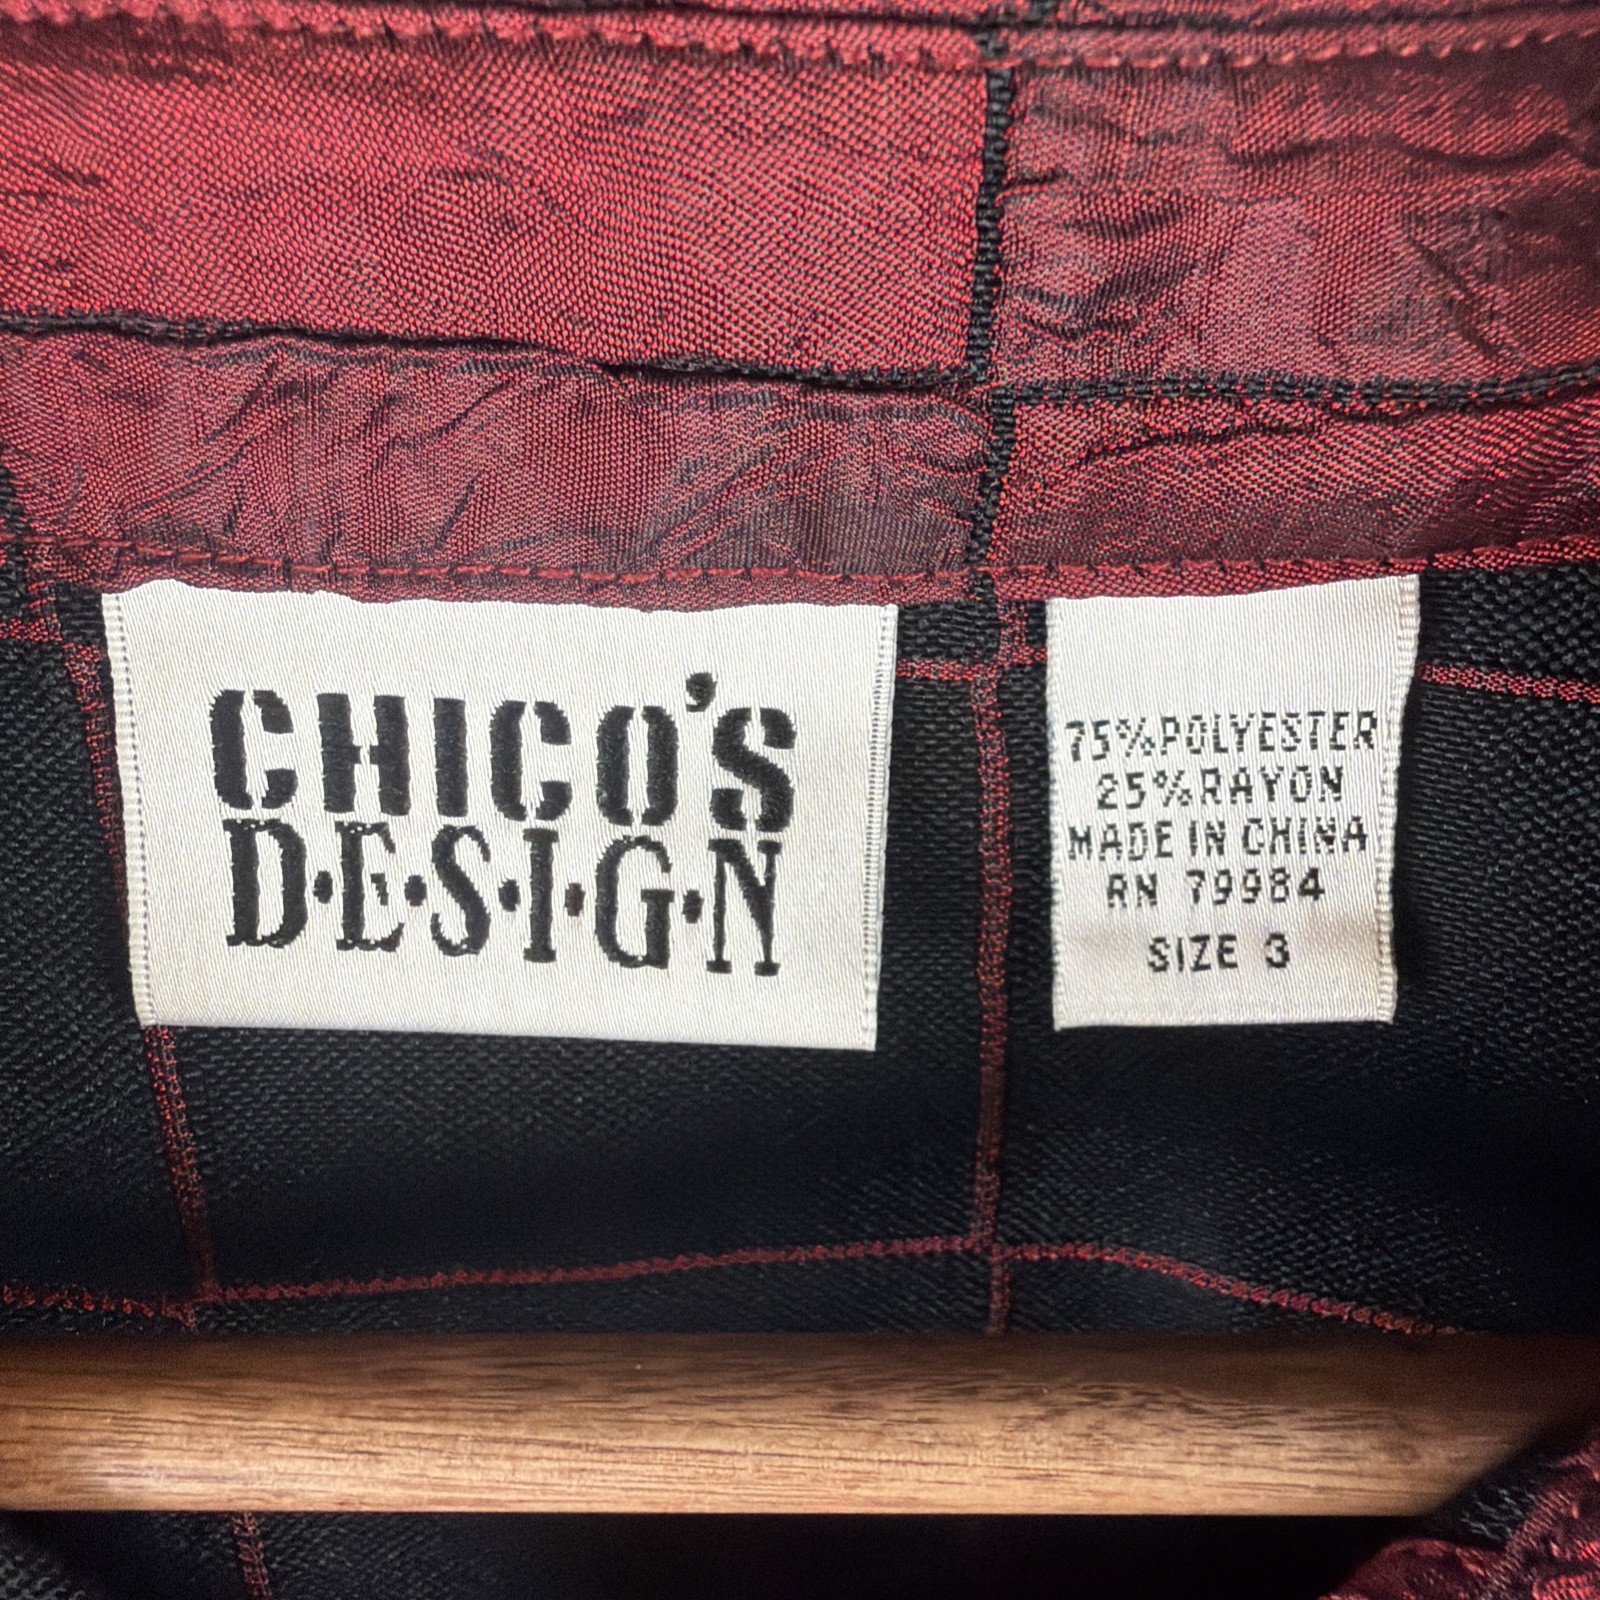 CHICO'S
D·E·S·I·G·N
75%POLYESTER
25%RAYON
MADE IN CHINA
RN 79984
SIZE 3